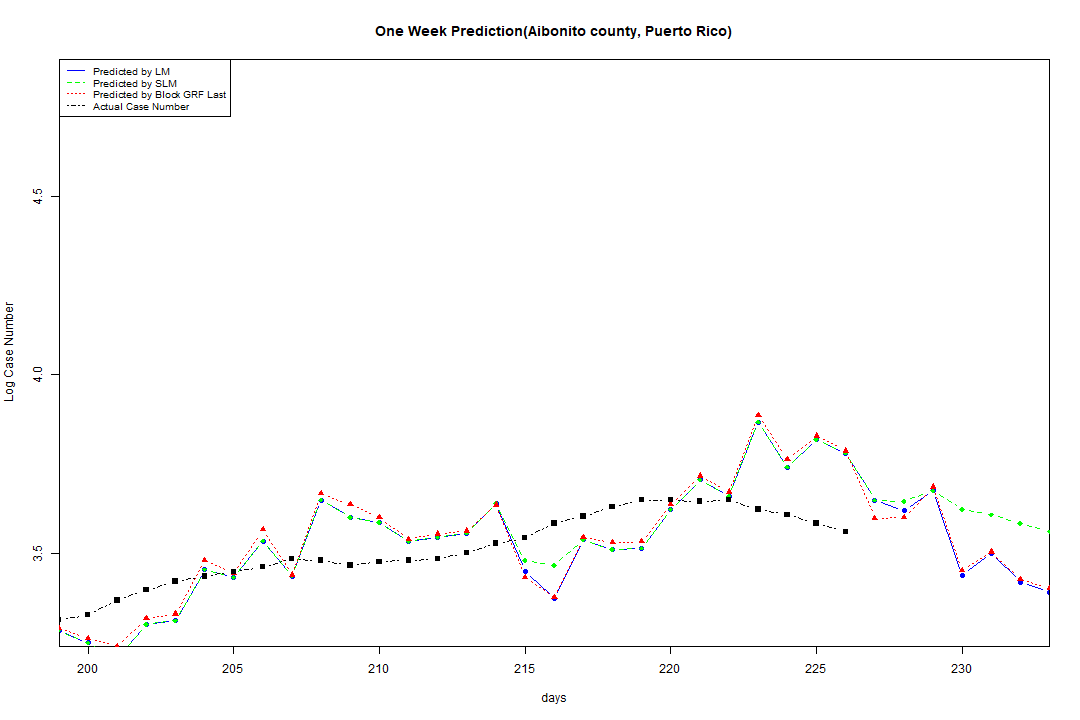 One Week Prediction(Aibonito county, Puerto Rico)
Predicted by LM
Predicted by SLM
Predicted by Block GRF Last
Actual Case Number
Log Case Number
4.5
4.0
3.5
200 205 210 215 220 225 230
days